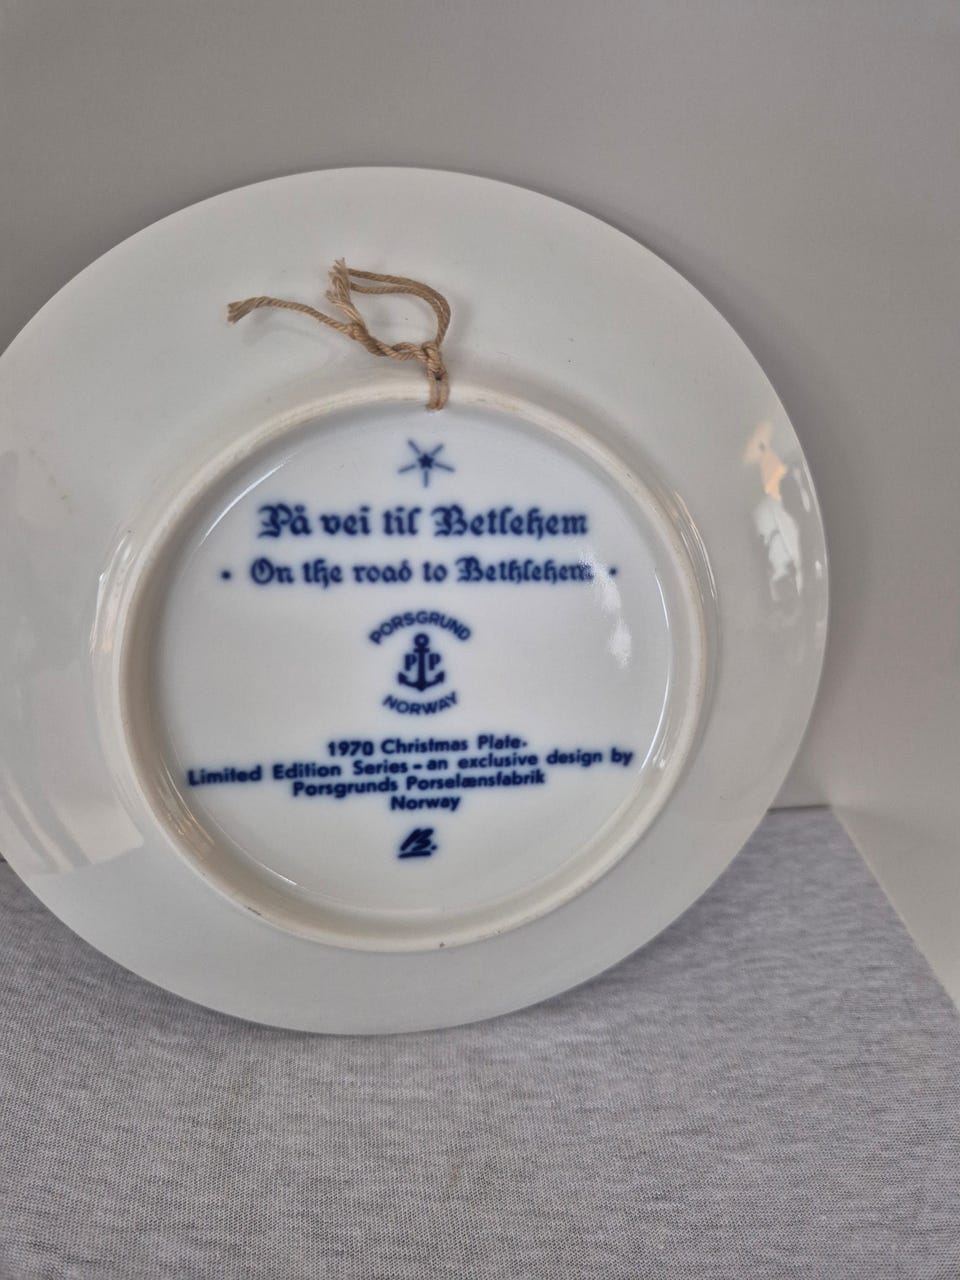 På vei til Betlehem
• On the road to Bethlehem •
PORSGRUND
PP
NORWAY
1970 Christmas Plate.
Limited Edition Series - an exclusive design by
Porsgrunds Porselænsfabrik
Norway
B.